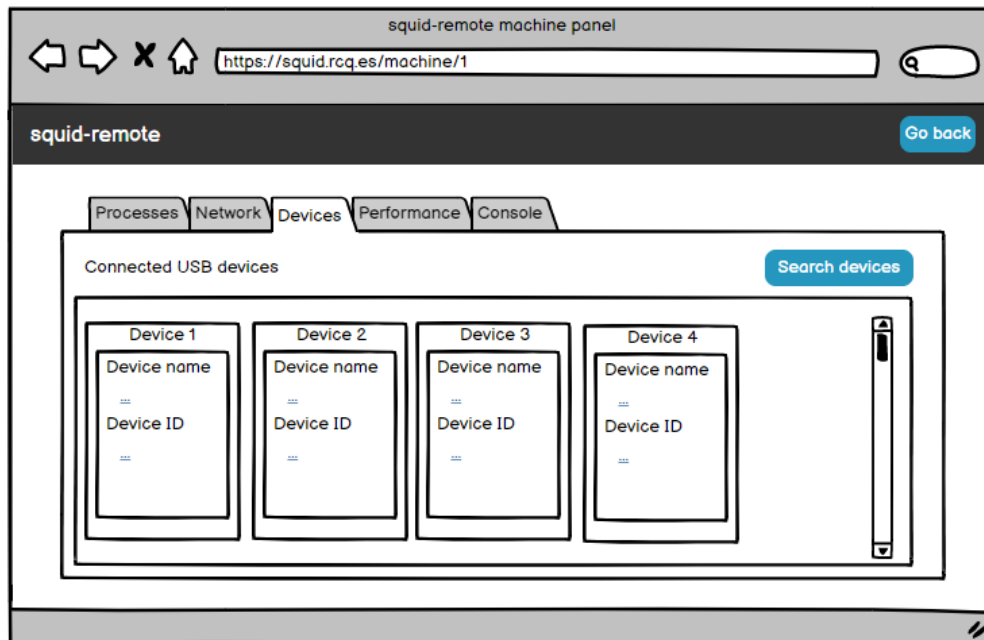 squid-remote machine panel
https://squid.rcq.es/machine/1
squid-remote
Go back
Processes Network Devices Performance Console
Connected USB devices
Search devices
Device 1 Device 2 Device 3 Device 4
Device name Device name Device name Device name
... ... ... ...
Device ID Device ID Device ID Device ID
... ... ... ...